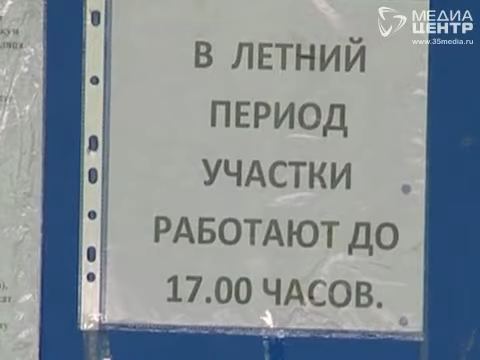 МЕДИА
ЦЕНТР
www.35media.ru
В ЛЕТНИЙ
ПЕРИОД
УЧАСТКИ
РАБОТАЮТ ДО
17.00 ЧАСОВ.